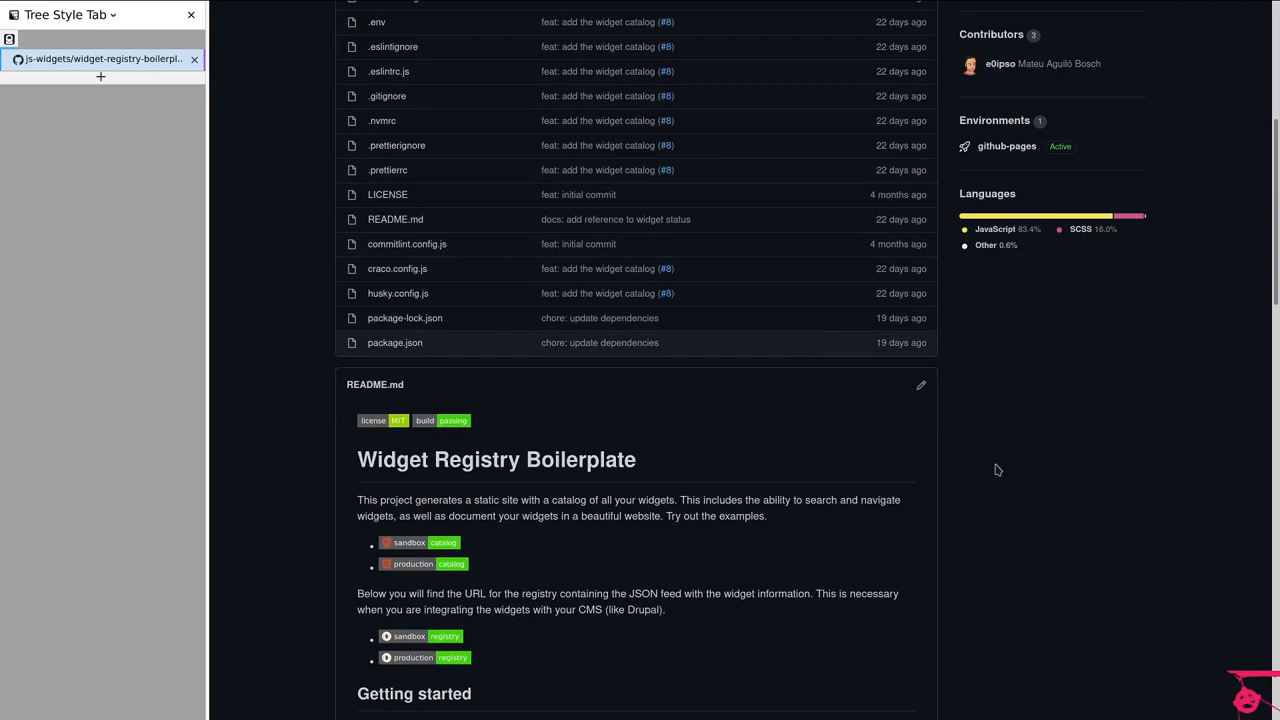 Tree Style Tab
js-widgets/widget-registry-boilerpl..
.env feat: add the widget catalog (#8) 22 days ago
.eslintignore feat: add the widget catalog (#8) 22 days ago
.eslintrc.js feat: add the widget catalog (#8) 22 days ago
.gitignore feat: add the widget catalog (#8) 22 days ago
.nvmrc feat: add the widget catalog (#8) 22 days ago
.prettierignore feat: add the widget catalog (#8) 22 days ago
.prettierrc feat: add the widget catalog (#8) 22 days ago
LICENSE feat: initial commit 4 months ago
README.md docs: add reference to widget status 22 days ago
commitlint.config.js feat: initial commit 4 months ago
craco.config.js feat: add the widget catalog (#8) 22 days ago
husky.config.js feat: add the widget catalog (#8) 22 days ago
package-lock.json chore: update dependencies 19 days ago
package.json chore: update dependencies 19 days ago
README.md
license MIT build passing
Widget Registry Boilerplate
This project generates a static site with a catalog of all your widgets. This includes the ability to search and navigate
widgets, as well as document your widgets in a beautiful website. Try out the examples.
sandbox catalog
production catalog
Below you will find the URL for the registry containing the JSON feed with the widget information. This is necessary
when you are integrating the widgets with your CMS (like Drupal).
sandbox registry
production registry
Getting started
Contributors 3
e0ipso Mateu Aguiló Bosch
Environments 1
github-pages Active
Languages
JavaScript 83.4% SCSS 16.0%
Other 0.6%